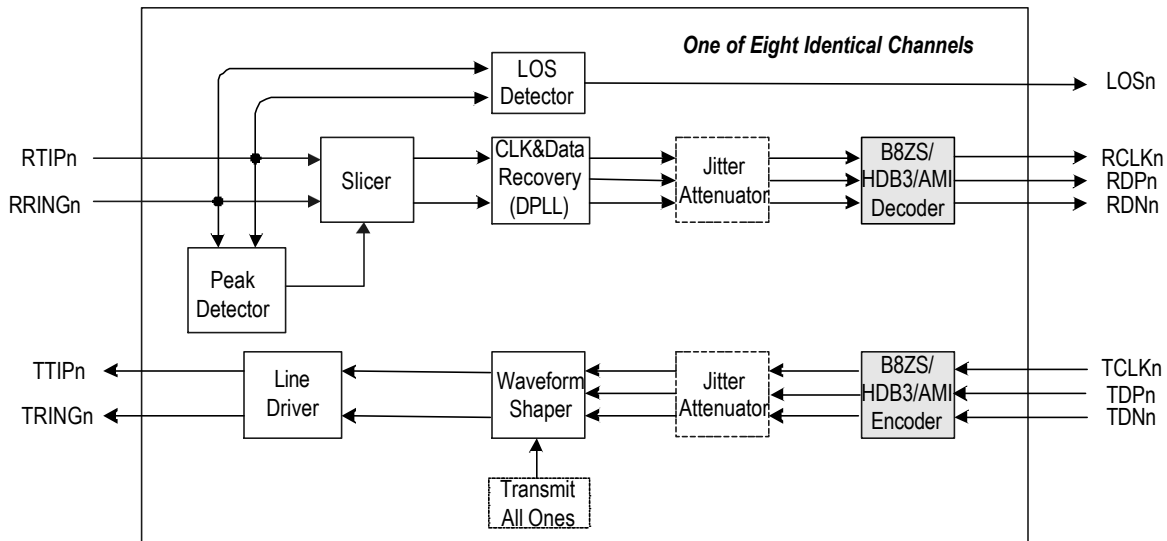 One of Eight Identical Channels
LOS
Detector
LOSn
RTIPn
RRINGn
Slicer
CLK&Data
Recovery
(DPLL)
Jitter
Attenuator
B8ZS/
HDB3/AMI
Decoder
RCLKn
RDPn
RDNn
Peak
Detector
TTIPn
TRINGn
Line
Driver
Waveform
Shaper
Jitter
Attenuator
B8ZS/
HDB3/AMI
Encoder
TCLKn
TDPn
TDNn
Transmit
All Ones